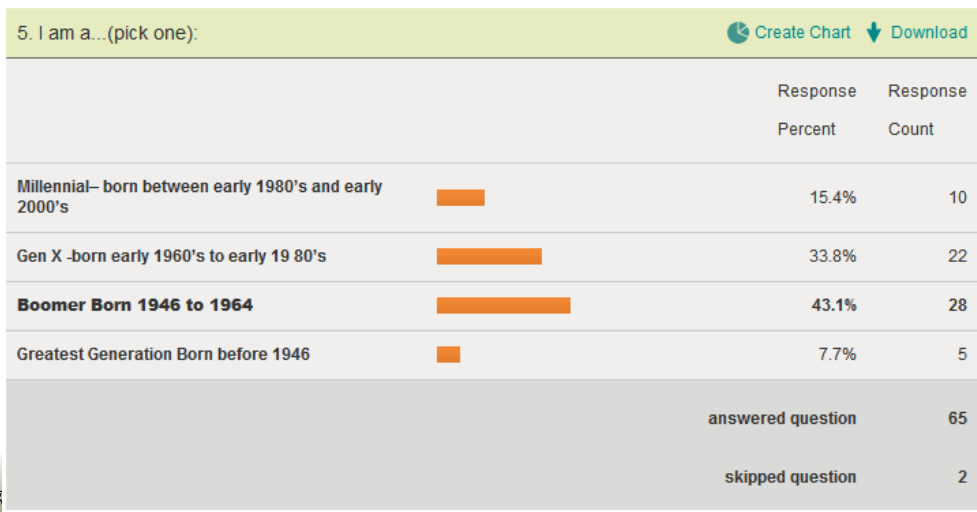 5. I am a...(pick one): Create Chart Download
Response Response
Percent Count
Millennial– born between early 1980's and early
2000's
15.4% 10
Gen X -born early 1960's to early 19 80's 33.8% 22
Boomer Born 1946 to 1964 43.1% 28
Greatest Generation Born before 1946 7.7% 5
answered question 65
skipped question 2